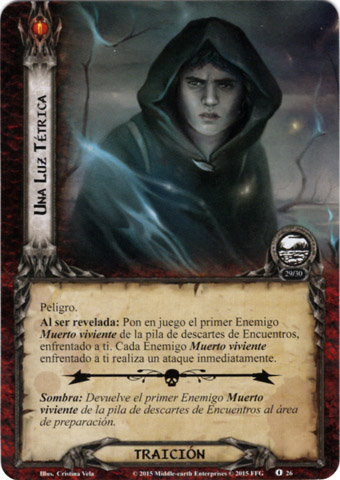 UNA LUZ TÉTRICA
29/30
Peligro.
Al ser revelada: Pon en juego el primer Enemigo
Muerto viviente de la pila de descartes de Encuentros,
enfrentado a ti. Cada Enemigo Muerto viviente
enfrentado a ti realiza un ataque inmediatamente.
Sombra: Devuelve el primer Enemigo Muerto
viviente de la pila de descartes de Encuentros al área
de preparación.
TRAICIÓN
Illus. Cristina Vela
© 2015 Middle-earth Enterprises © 2015 FFG
26